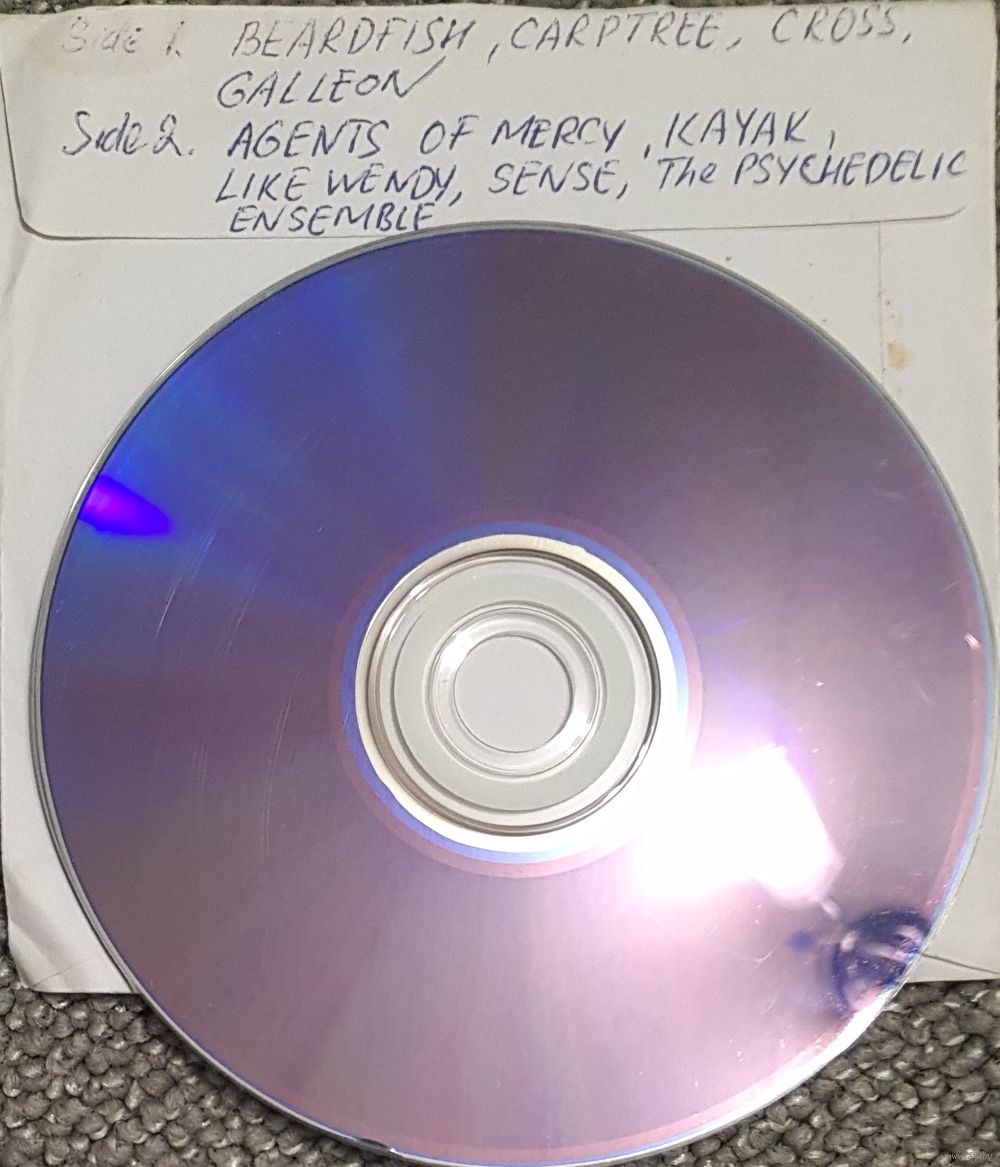 Side 1. BEARDFISH, CARPTREE, CROSS,
GALLEON
Side 2. AGENTS OF MERCY, KAYAK,
LIKE WENDY, SENSE, The PSYCHEDELIC
ENSEMBLE